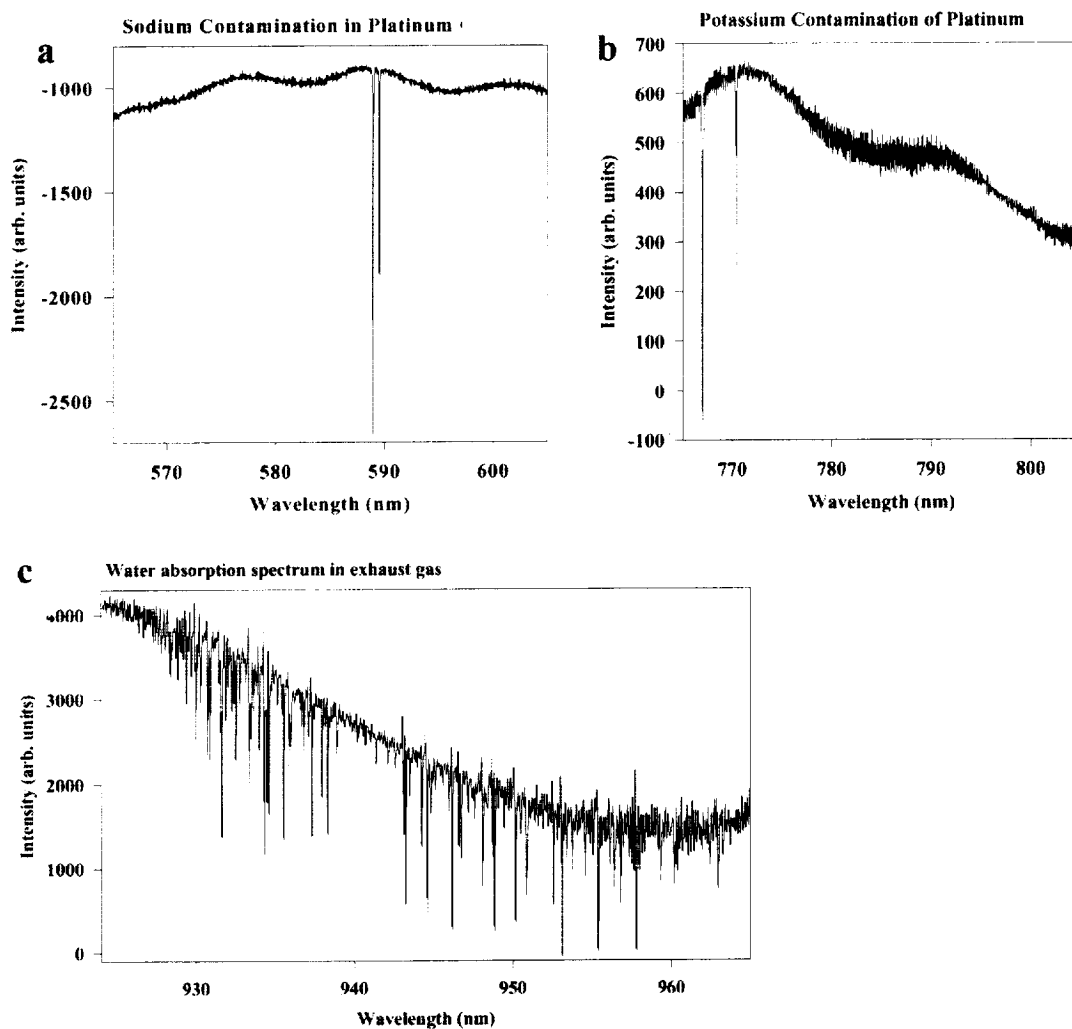 Sodium Contamination in Platinum
a
-1000
-1500
-2000
-2500
Intensity (arb. units)
570 580 590 600
Wavelength (nm)
Potassium Contamination of Platinum
b
700
600
500
400
300
200
100
0
-100
Intensity (arb. units)
770 780 790 800
Wavelength (nm)
c
Water absorption spectrum in exhaust gas
4000
3000
2000
1000
0
Intensity (arb. units)
930 940 950 960
Wavelength (nm)